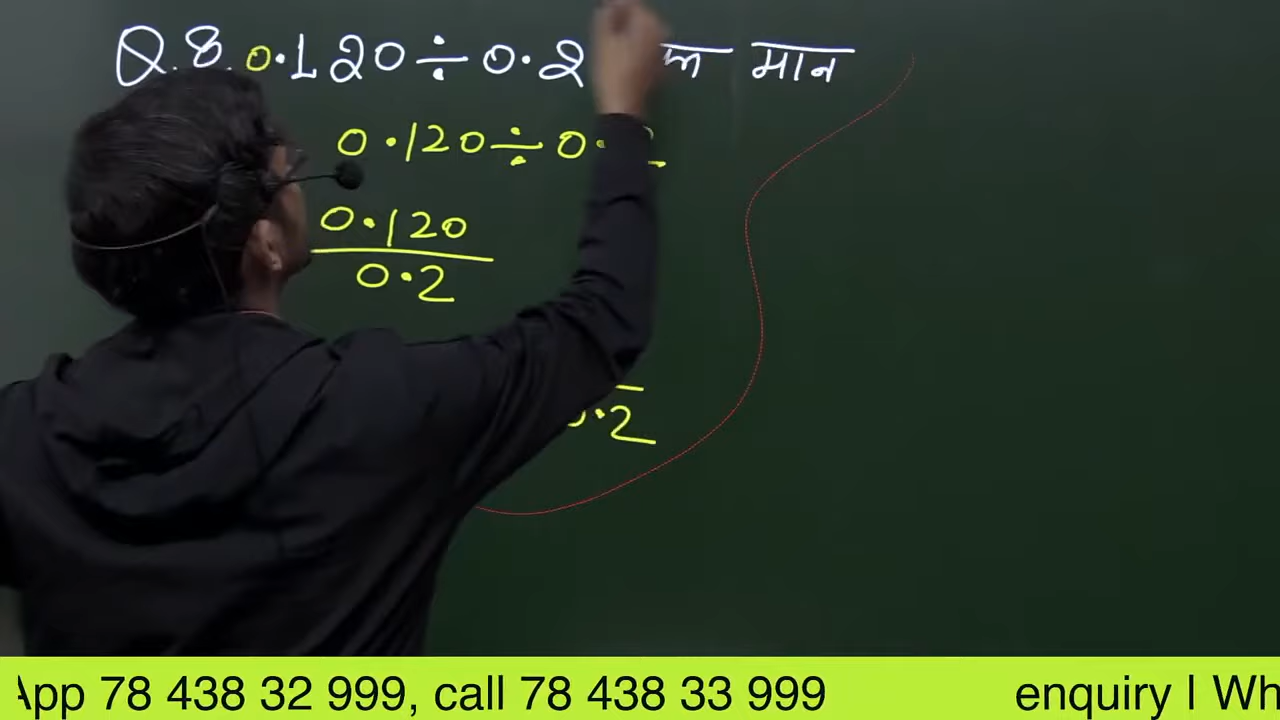 Q.8. 0.120 ÷ 0.2 मान
0.120 ÷ 0.
0.120
0.2
0.2
App 78 438 32 999, call 78 438 33 999 enquiry I Wh